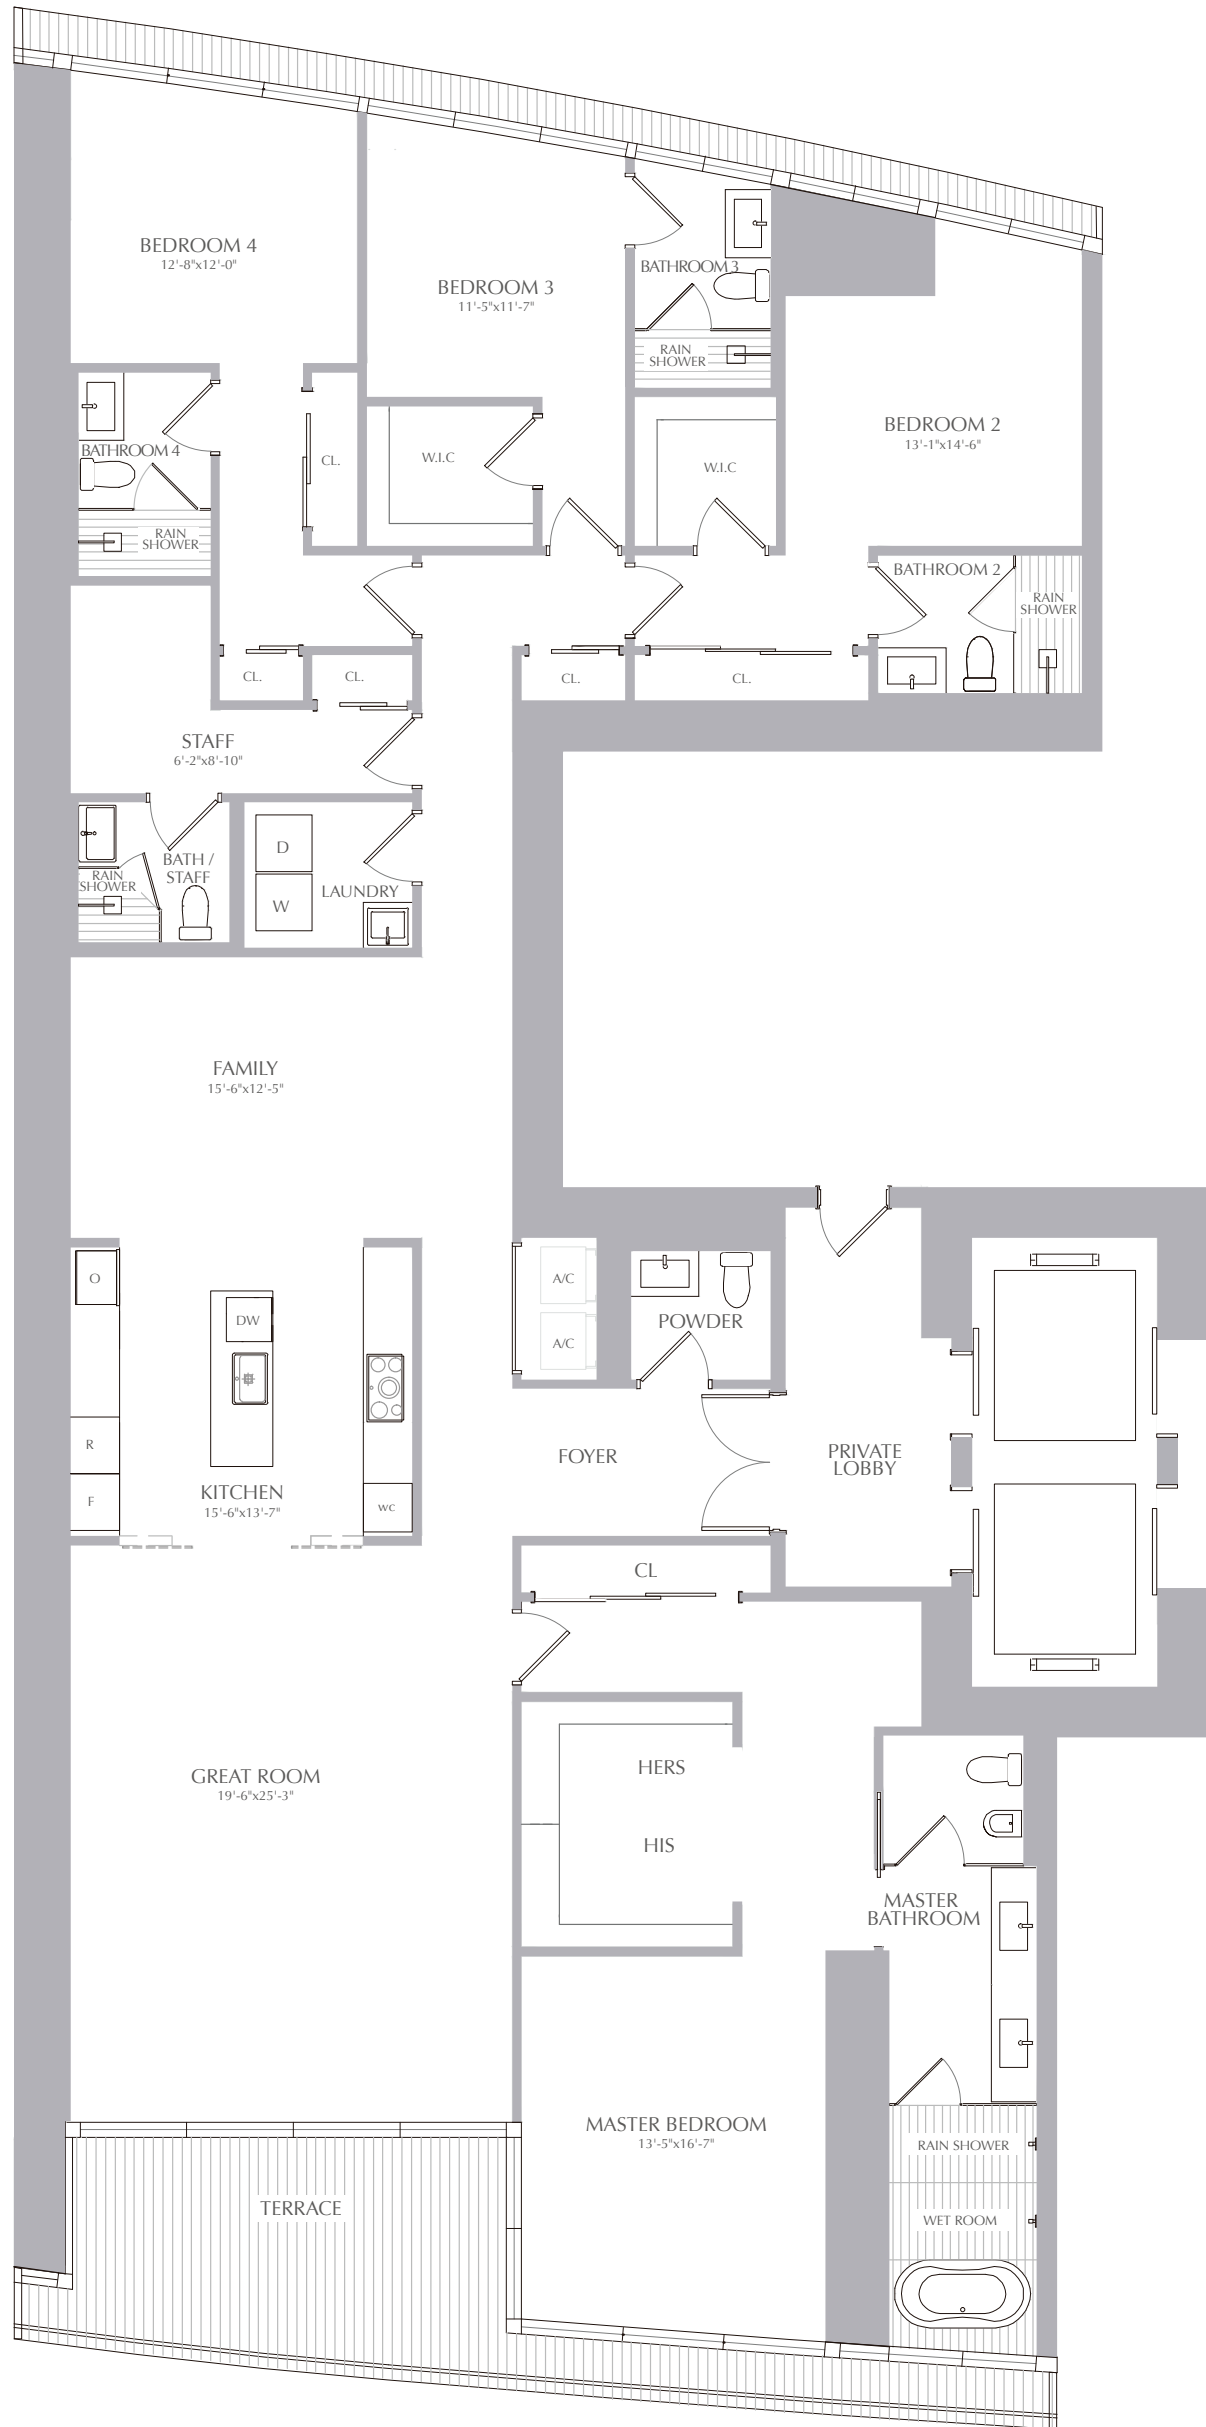 BEDROOM 4
12'-8"x12'-0"
BEDROOM 3
11'-5"x11'-7"
BATHROOM 3
RAIN
SHOWER
BEDROOM 2
13'-1"x14'-6"
BATHROOM 4
RAIN
SHOWER
CL.
W.I.C
W.I.C
BATHROOM 2
RAIN
SHOWER
CL.
CL.
CL.
CL.
STAFF
6'-2"x8'-10"
BATH /
STAFF
RAIN
SHOWER
D
W
LAUNDRY
FAMILY
15'-6"x12'-5"
O
DW
A/C
A/C
POWDER
R
F
KITCHEN
15'-6"x13'-7"
WC
FOYER
PRIVATE
LOBBY
CL
GREAT ROOM
19'-6"x25'-3"
HERS
HIS
MASTER
BATHROOM
MASTER BEDROOM
13'-5"x16'-7"
RAIN SHOWER
WET ROOM
TERRACE